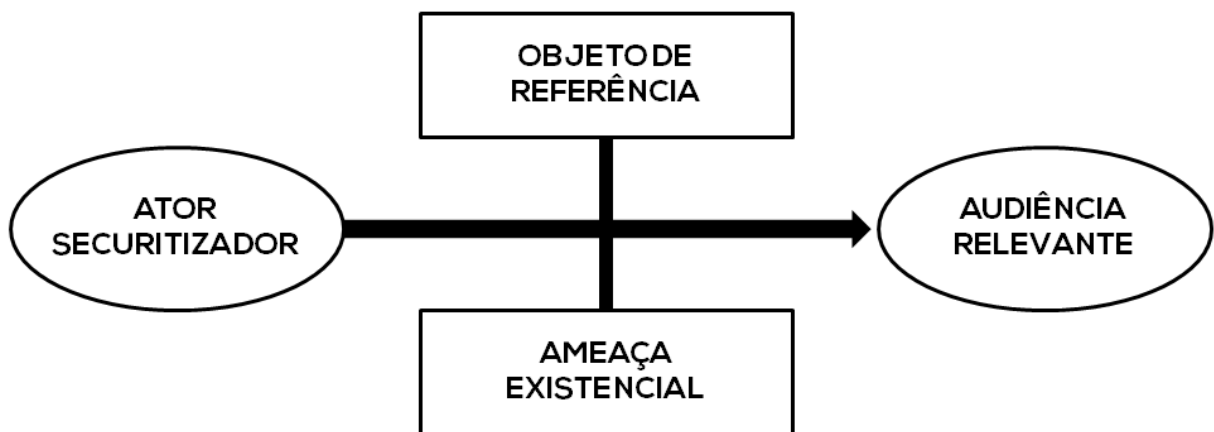 OBJETO DE
REFERÊNCIA
ATOR
SECURITIZADOR
AUDIÊNCIA
RELEVANTE
AMEAÇA
EXISTENCIAL